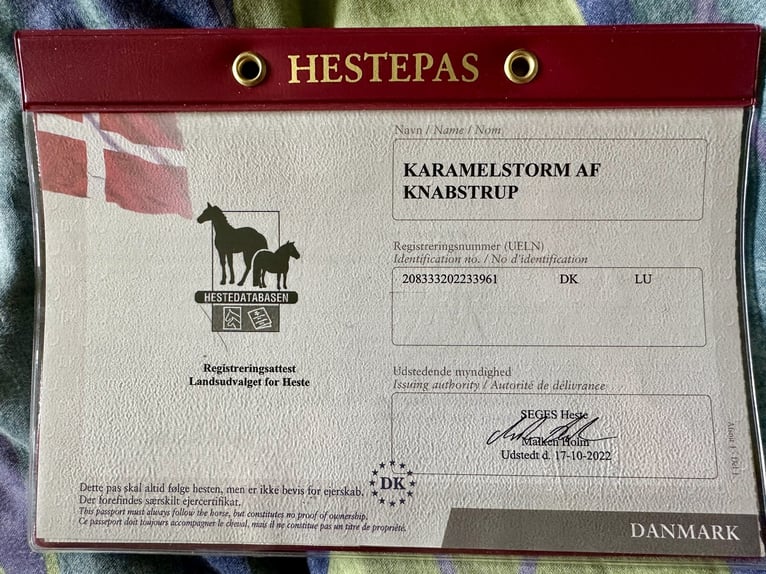 HESTEPAS
Navn / Name / Nom
KARAMELSTORM AF
KNABSTRUP
HESTEDATABASEN
Registreringsattest
Landsudvalget for Heste
Registreringsnummer (UELN)
Identification no. / No d'identification
208333202233961 DK LU
Udstedende myndighed
Issuing authority / Autorité de délivrance
SEGES Heste
Maiken Holm
Udstedt d. 17-10-2022
Dette pas skal altid følge hesten, men er ikke bevis for ejerskab.
Der forefindes særskilt ejercertifikat.
This passport must always follow the horse, but constitutes no proof of ownership.
Ce passeport doit toujours accompagner le cheval, mais il ne constitue pas un titre de propriété.
DK
DANMARK